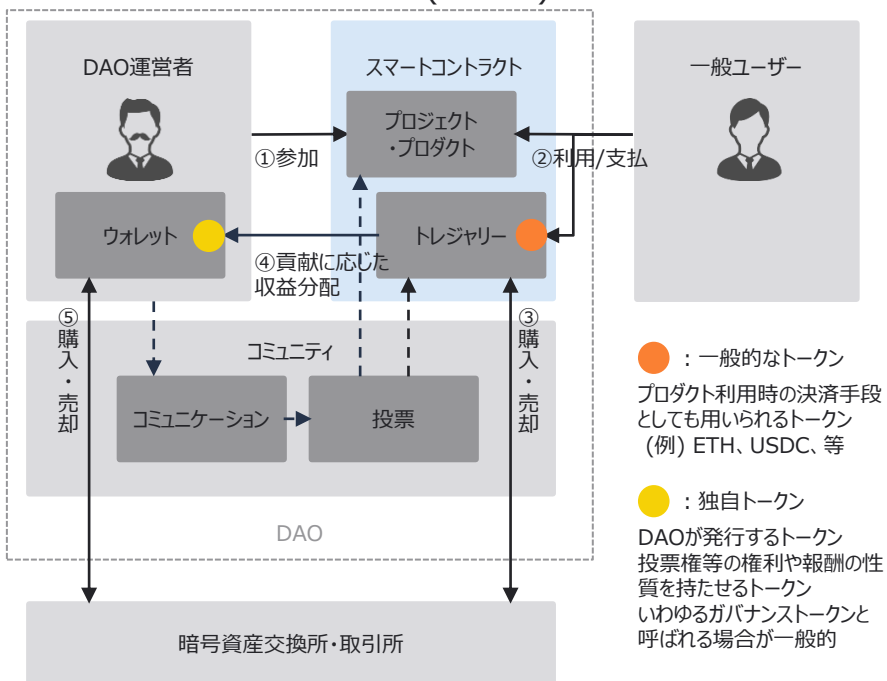 DAO運営者
スマートコントラクト
一般ユーザー
プロジェクト
・プロダクト
①参加
②利用/支払
ウォレット
トレジャリー
④貢献に応じた
収益分配
⑤購入・売却
③購入・売却
コミュニティ
コミュニケーション
投票
DAO
暗号資産交換所・取引所
：一般的なトークン
プロダクト利用時の決済手段
としても用いられるトークン
(例) ETH、USDC、等
：独自トークン
DAOが発行するトークン
投票権等の権利や報酬の性
質を持たせるトークン
いわゆるガバナンストークンと
呼ばれる場合が一般的